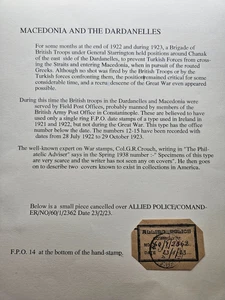 MACEDONIA AND THE DARDANELLES
For some months at the end of 1922 and during 1923, a Brigade of
British Troops under General Starrington held positions around Chanak
of the east side of the Dardanelles, to prevent Turkish Forces from cross-
ing the Straits and entering Macedonia, when in pursuit of the routed
Greeks. Although no shot was fired by the British Troops or by the
Turkish forces confronting them, the position remained critical for some
considerable time, and a recrudescense of the Great War even appeared
possible.
During this time the British troops in the Dardanelles and Macedonia were
served by Field Post Offices, probably manned by members of the
British Army Post Office in Constantinople. These are believed to have
used only a single ring F.P.O. date stamps of a type used in Ireland in
1921 and 1922, but not during the Great War. This type has the office
number below the date. The numbers 12-15 have been recorded with
dates from 28 July 1922 to 29 October 1923.
The well-known expert on War stamps, Col.G.R.Crouch, writing in "The Phi-
latelic Adviser" says in the Spring 1938 number :-" Specimens of this type
are very scarce and the writer has not seen any on covers". He then goes
on to describe two covers known to exist in collections in America.
Below is a small piece cancelled over ALLIED POLICE/COMAND-
ER/NO/60/1/2362 Date 23/2/23.
F.P.O. 14 at the bottom of the hand-stamp.
60/1/2362